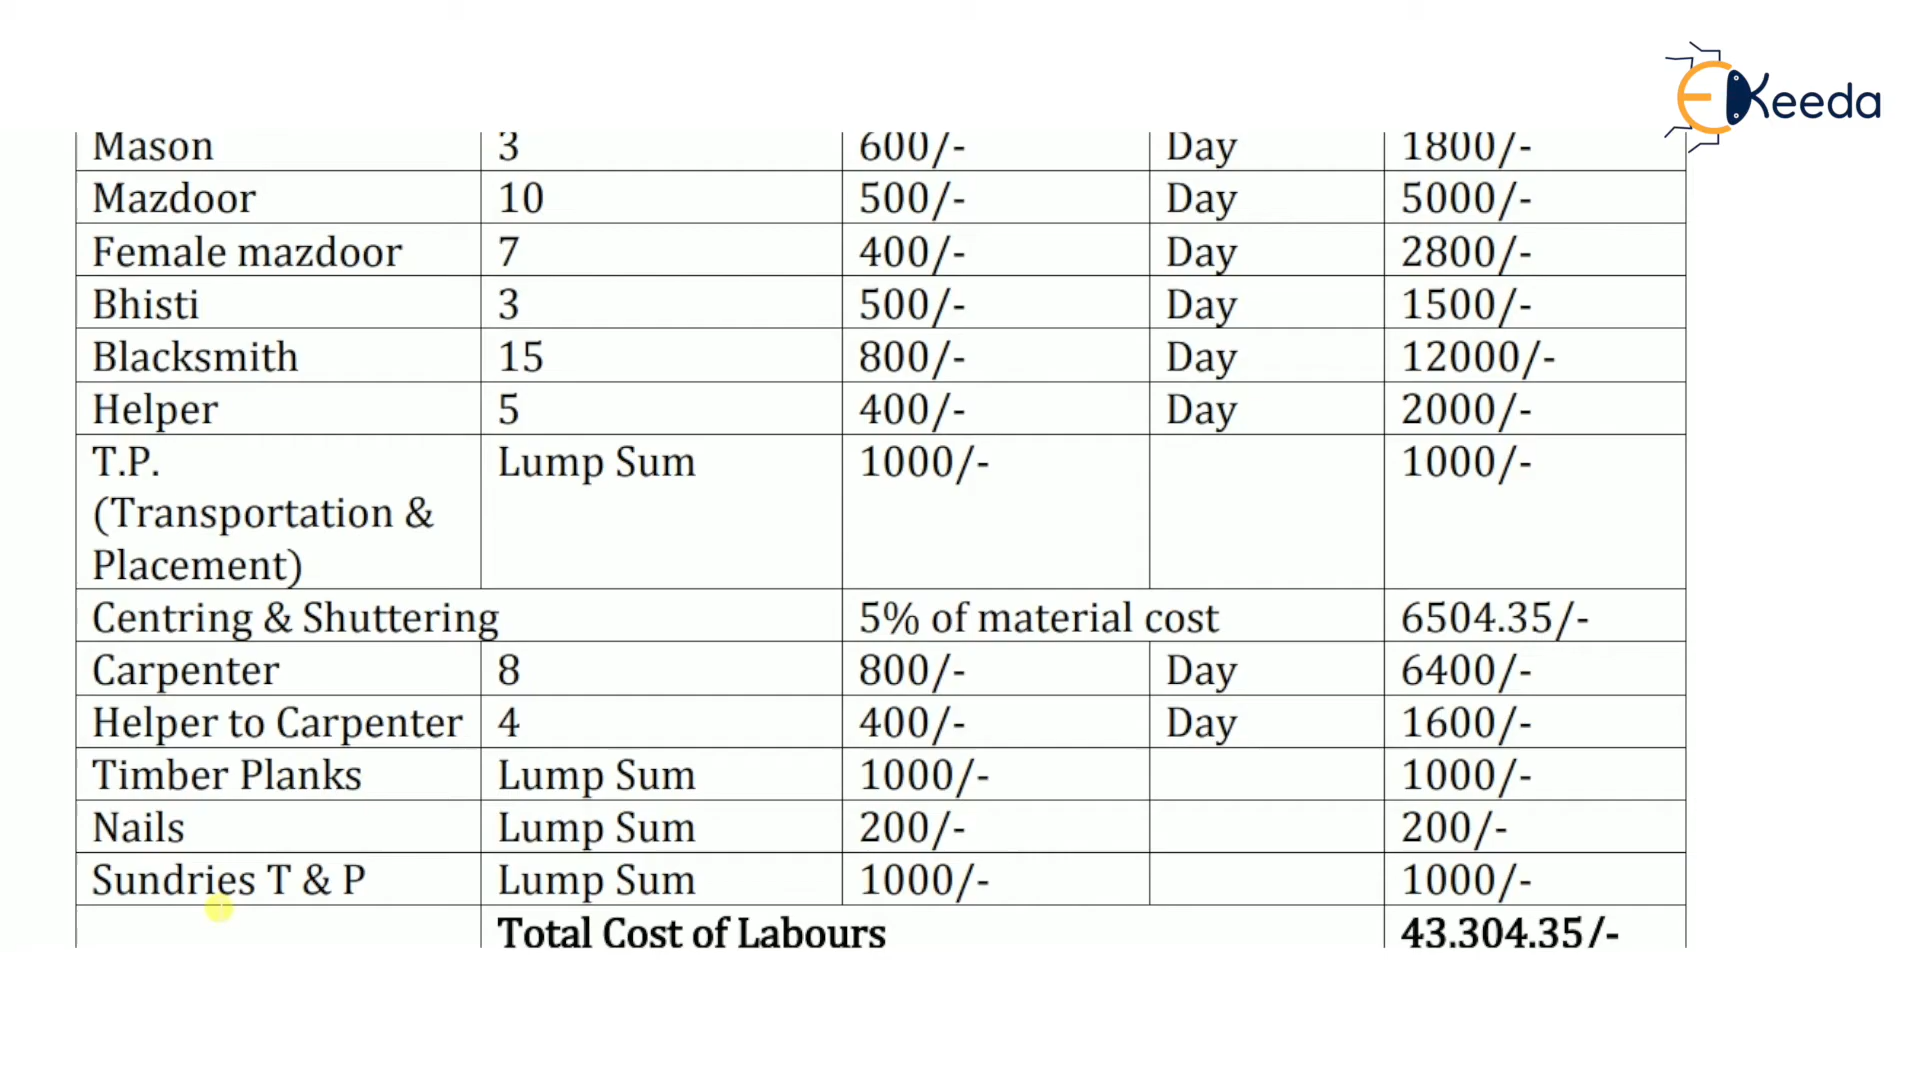 EKeeda
Mason 3 600/- Day 1800/-
Mazdoor 10 500/- Day 5000/-
Female mazdoor 7 400/- Day 2800/-
Bhisti 3 500/- Day 1500/-
Blacksmith 15 800/- Day 12000/-
Helper 5 400/- Day 2000/-
T.P. Lump Sum 1000/- 1000/-
(Transportation &
Placement)
Centring & Shuttering 5% of material cost 6504.35/-
Carpenter 8 800/- Day 6400/-
Helper to Carpenter 4 400/- Day 1600/-
Timber Planks Lump Sum 1000/- 1000/-
Nails Lump Sum 200/- 200/-
Sundries T & P Lump Sum 1000/- 1000/-
Total Cost of Labours 43.304.35/-